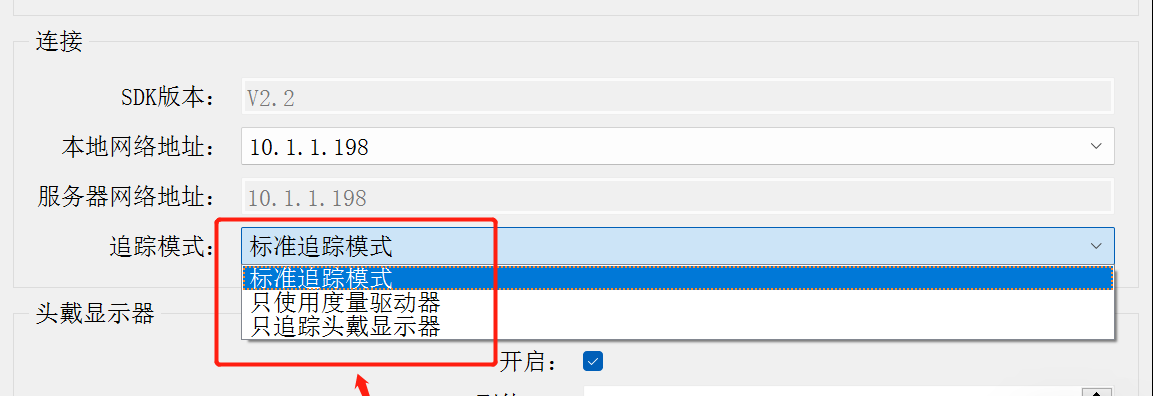 连接
SDK版本: V2.2
本地网络地址: 10.1.1.198
服务器网络地址: 10.1.1.198
追踪模式: 标准追踪模式
标准追踪模式
只使用度量驱动器
只追踪头戴显示器
头戴显示器
开启: